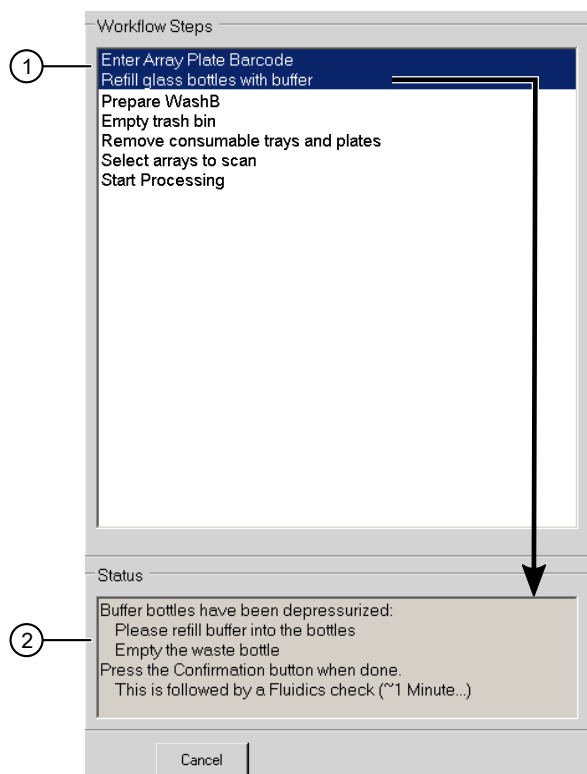 Workflow Steps
1
Enter Array Plate Barcode
Refill glass bottles with buffer
Prepare WashB
Empty trash bin
Remove consumable trays and plates
Select arrays to scan
Start Processing
Status
2
Buffer bottles have been depressurized:
Please refill buffer into the bottles
Empty the waste bottle
Press the Confirmation button when done.
This is followed by a Fluidics check (~1 Minute...)
Cancel